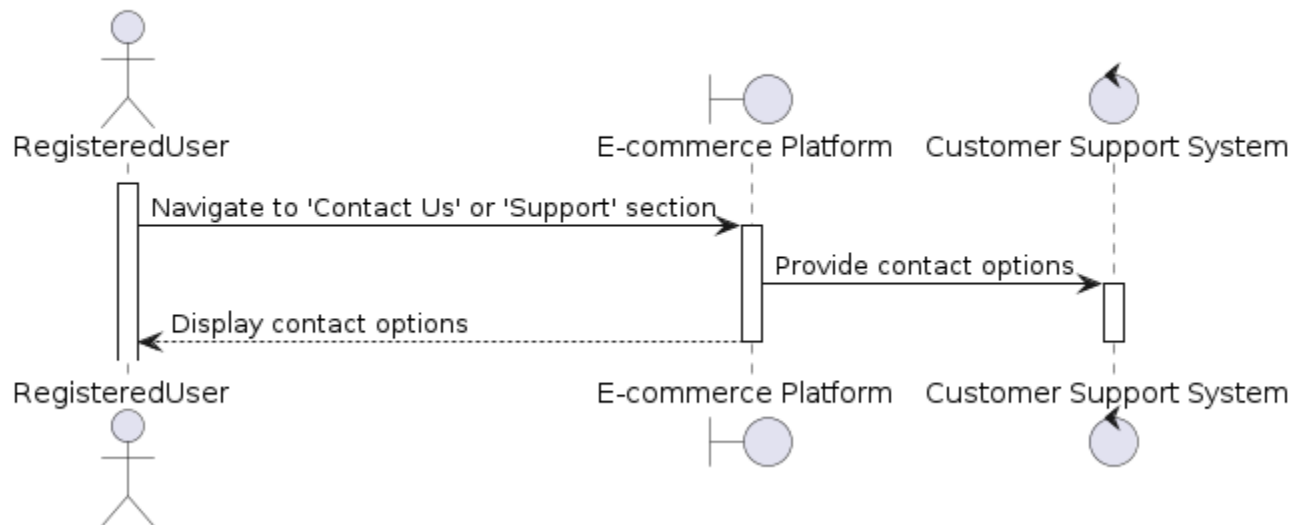 RegisteredUser
E-commerce Platform
Customer Support System
Navigate to 'Contact Us' or 'Support' section
Provide contact options
Display contact options
RegisteredUser
E-commerce Platform
Customer Support System